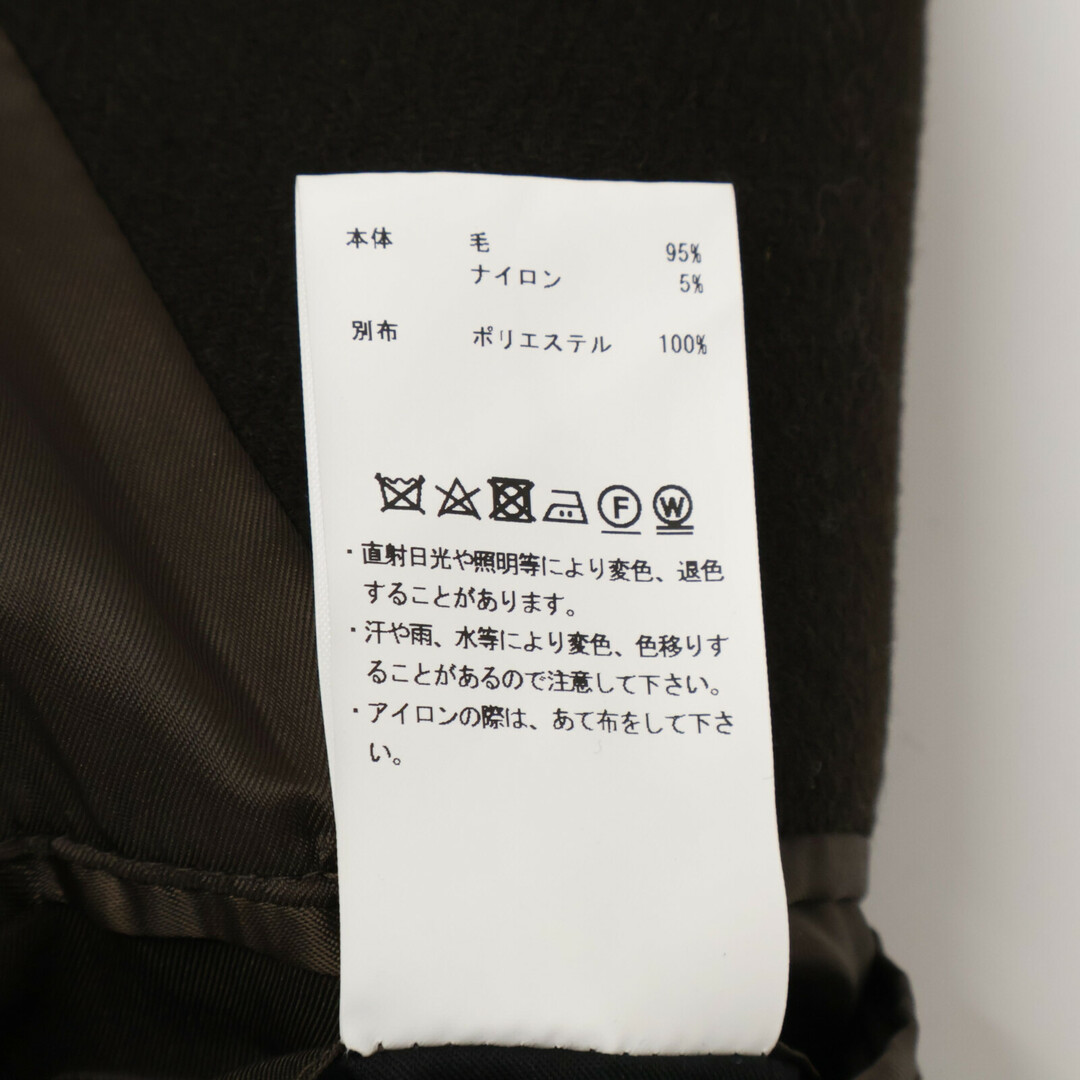 本体 毛 95%
ナイロン 5%
別布 ポリエステル 100%
F W
・直射日光や照明等により変色、退色
することがあります。
・汗や雨、水等により変色、色移りす
ることがあるので注意して下さい。
・アイロンの際は、あて布をして下さ
い。